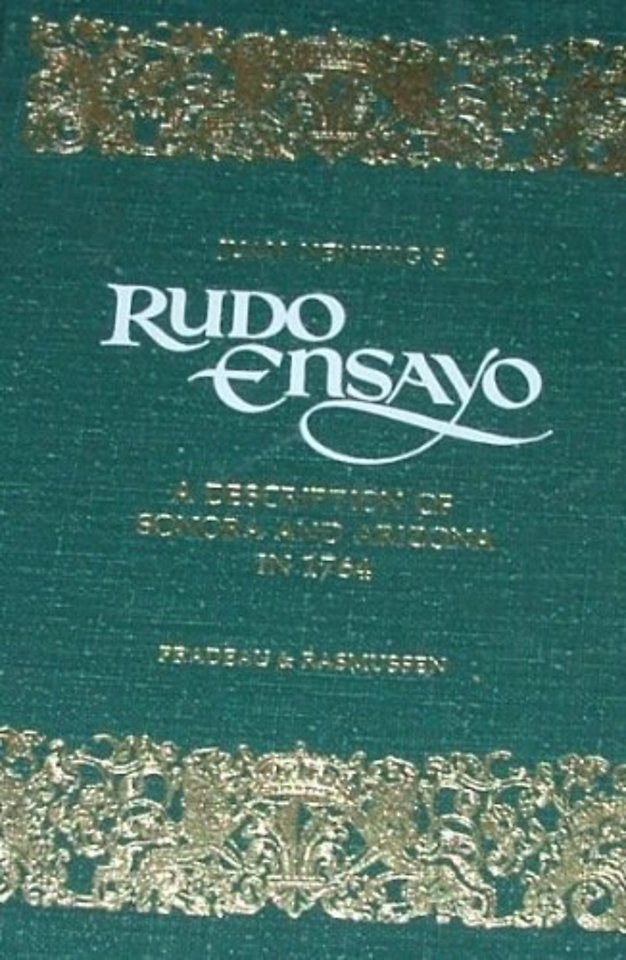 JUAN NENTVIG'S
RUDO
ENSAYO
A DESCRIPTION OF
SONORA AND ARIZONA
IN 1764
PRADEAU & RASMUSSEN